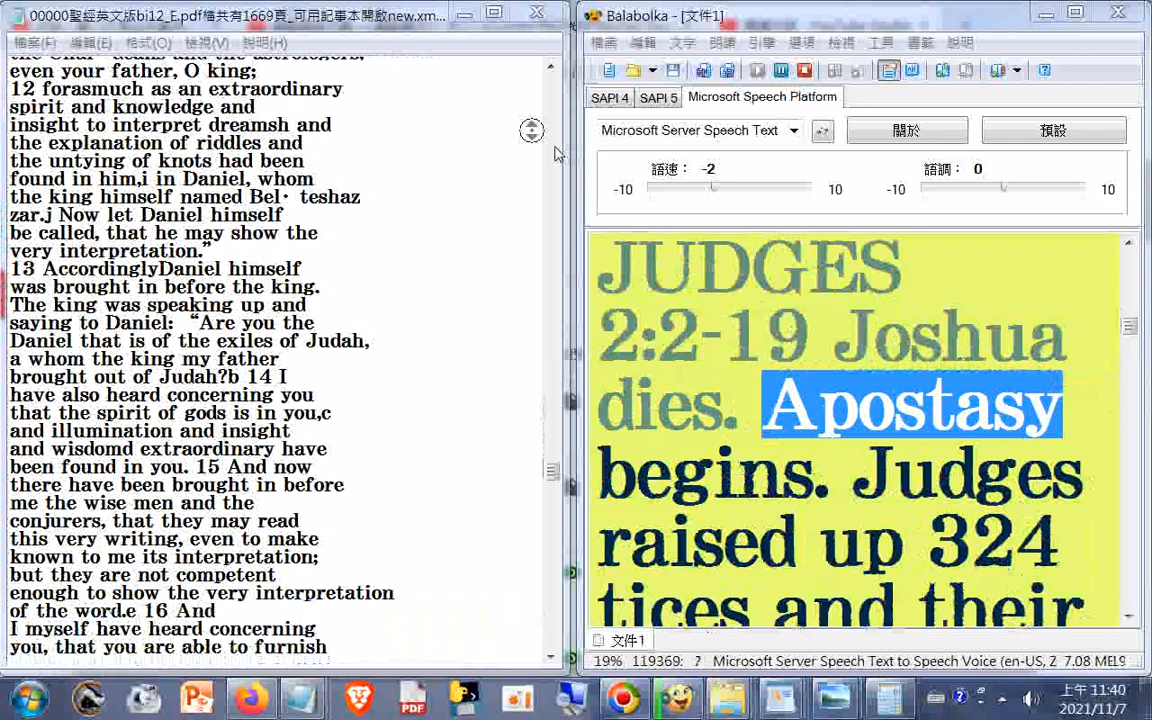 00000聖經英文版bi12_E.pdf檔共有1669頁_可用記事本開啟new.xm...
檔案(F) 編輯(E) 格式(O) 檢視(V) 說明(H)
even your father, O king;
12 forasmuch as an extraordinary
spirit and knowledge and
insight to interpret dreamsh and
the explanation of riddles and
the untying of knots had been
found in him,i in Daniel, whom
the king himself named Bel· teshaz
zar.j Now let Daniel himself
be called, that he may show the
very interpretation.”
13 AccordinglyDaniel himself
was brought in before the king.
The king was speaking up and
saying to Daniel: “Are you the
Daniel that is of the exiles of Judah,
a whom the king my father
brought out of Judah?b 14 I
have also heard concerning you
that the spirit of gods is in you,c
and illumination and insight
and wisdomd extraordinary have
been found in you. 15 And now
there have been brought in before
me the wise men and the
conjurers, that they may read
this very writing, even to make
known to me its interpretation;
but they are not competent
enough to show the very interpretation
of the word.e 16 And
I myself have heard concerning
you, that you are able to furnish
Balabolka - [文件1]
檔案 編輯 文字 朗讀 引擎 選項 檢視 工具 書籤 說明
SAPI 4 SAPI 5 Microsoft Speech Platform
Microsoft Server Speech Text 關於 預設
語速： -2 語調： 0
-10 10 -10 10
JUDGES
2:2-19 Joshua
dies. Apostasy
begins. Judges
raised up 324
tices and their
文件1
19% 119369: ? Microsoft Server Speech Text to Speech Voice (en-US, 2 7.08 ME
上午 11:40
2021/11/7